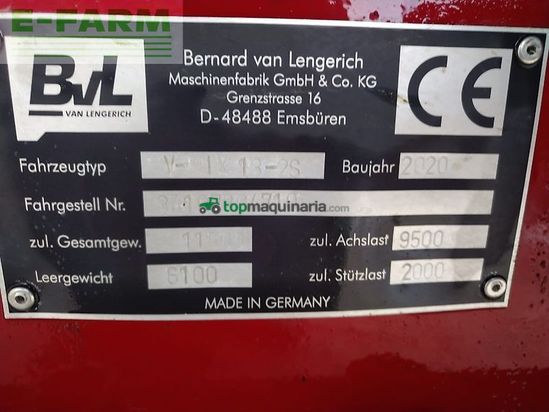 E-FARM
BvL
VAN LENGERICH
Bernard van Lengerich
Maschinenfabrik GmbH & Co. KG
Grenzstrasse 16
D-48488 Emsbüren
CE
Fahrzeugtyp Baujahr 2020
Fahrgestell Nr.
topmaquinaria.com
zul. Gesamtgew. zul. Achslast 9500
Leergewicht 6100 zul. Stützlast 2000
MADE IN GERMANY